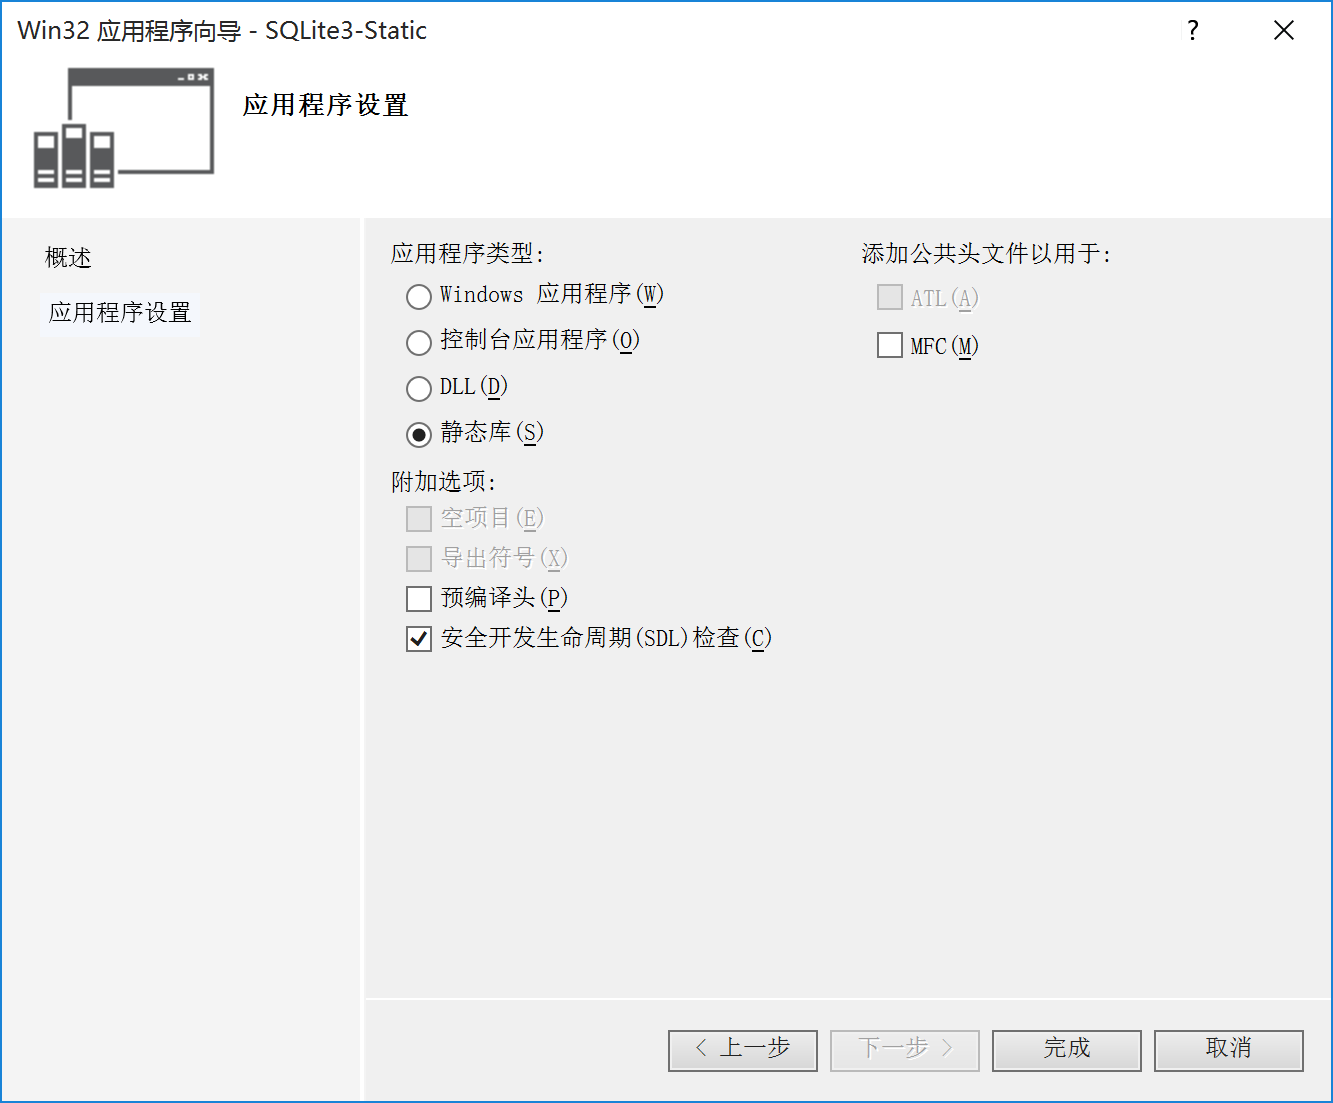 Win32 应用程序向导 - SQLite3-Static
?
应用程序设置
概述
应用程序设置
应用程序类型:
Windows 应用程序(W)
控制台应用程序(O)
DLL(D)
静态库(S)
附加选项:
空项目(E)
导出符号(X)
预编译头(P)
安全开发生命周期(SDL)检查(C)
添加公共头文件以用于:
ATL(A)
MFC(M)
< 上一步
下一步 >
完成
取消